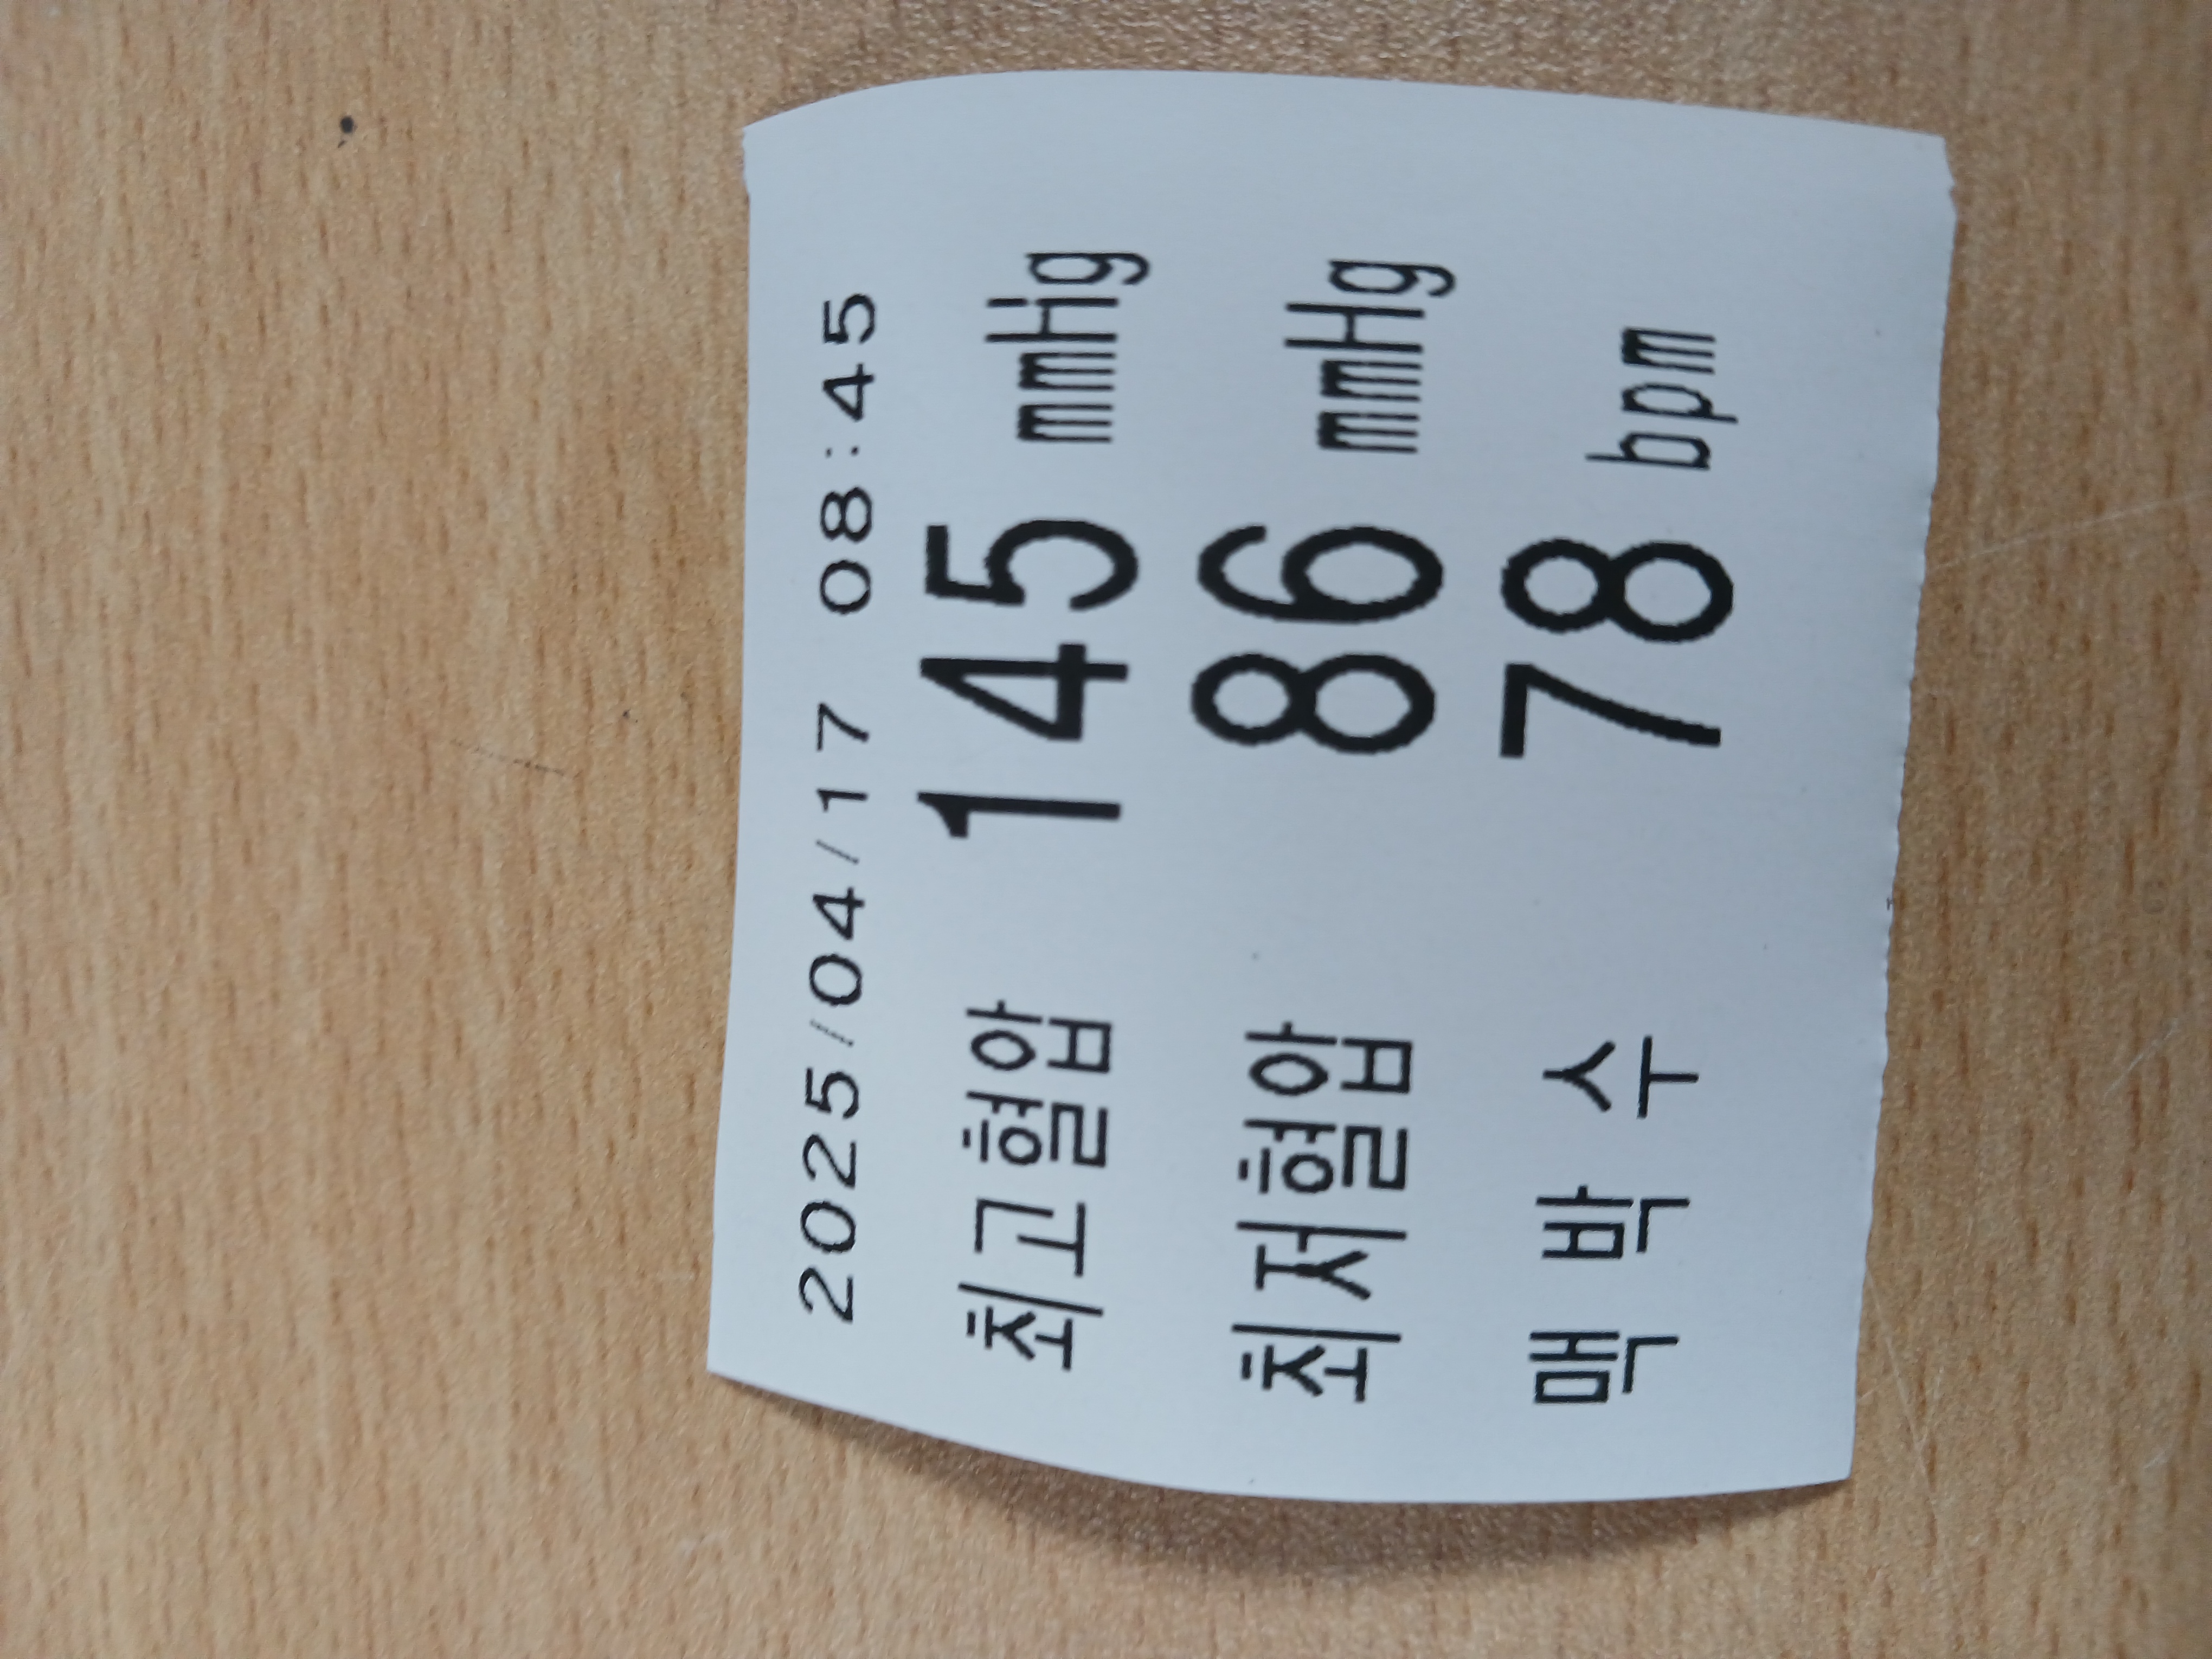 2025/04/17 08:45
최고혈압 145 mmHg
최저혈압 86 mmHg
맥 박 수 78 bpm